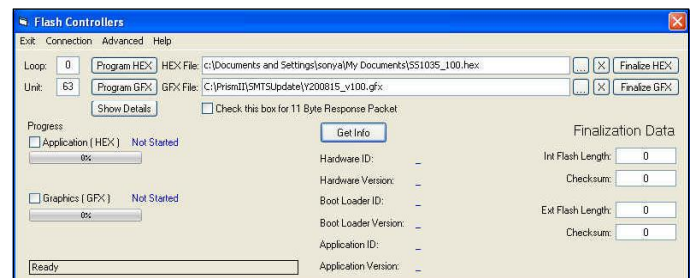 Flash Controllers
Exit Connection Advanced Help
Loop: 0 Program HEX HEX File: c:\Documents and Settings\sonya\My Documents\SS1035_100.hex ... X Finalize HEX
Unit: 63 Program GFX GFX File: C:\PrismII\SMTSUpdate\Y200815_v100.gfx ... X Finalize GFX
Show Details Check this box for 11 Byte Response Packet
Progress Get Info Finalization Data
Application ( HEX ) Not Started
0% Hardware ID: _ Int Flash Length: 0
Hardware Version: _ Checksum: 0
Graphics ( GFX ) Not Started Boot Loader ID: _
0% Boot Loader Version: _ Ext Flash Length: 0
Application ID: _ Checksum: 0
Ready Application Version: _